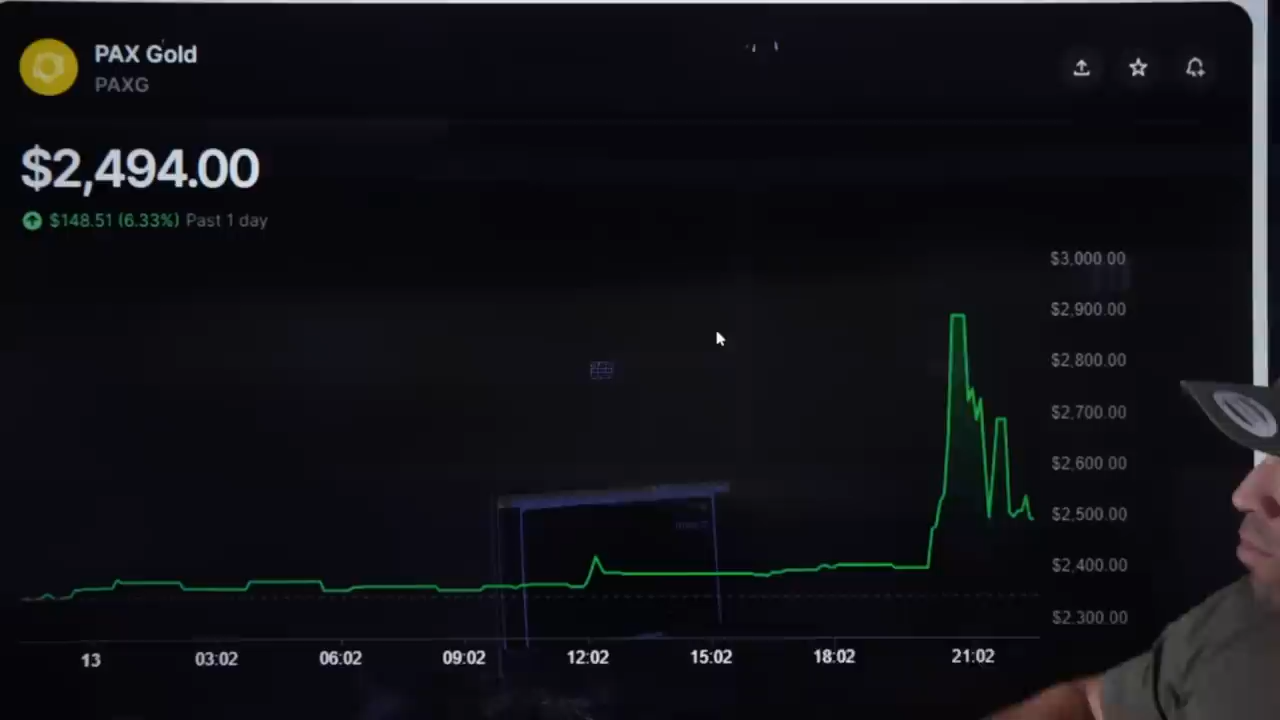 PAX Gold
PAXG
$2,494.00
$148.51 (6.33%) Past 1 day
$3,000.00
$2,900.00
$2,800.00
$2,700.00
$2,600.00
$2,500.00
$2,400.00
$2,300.00
13 03:02 06:02 09:02 12:02 15:02 18:02 21:02